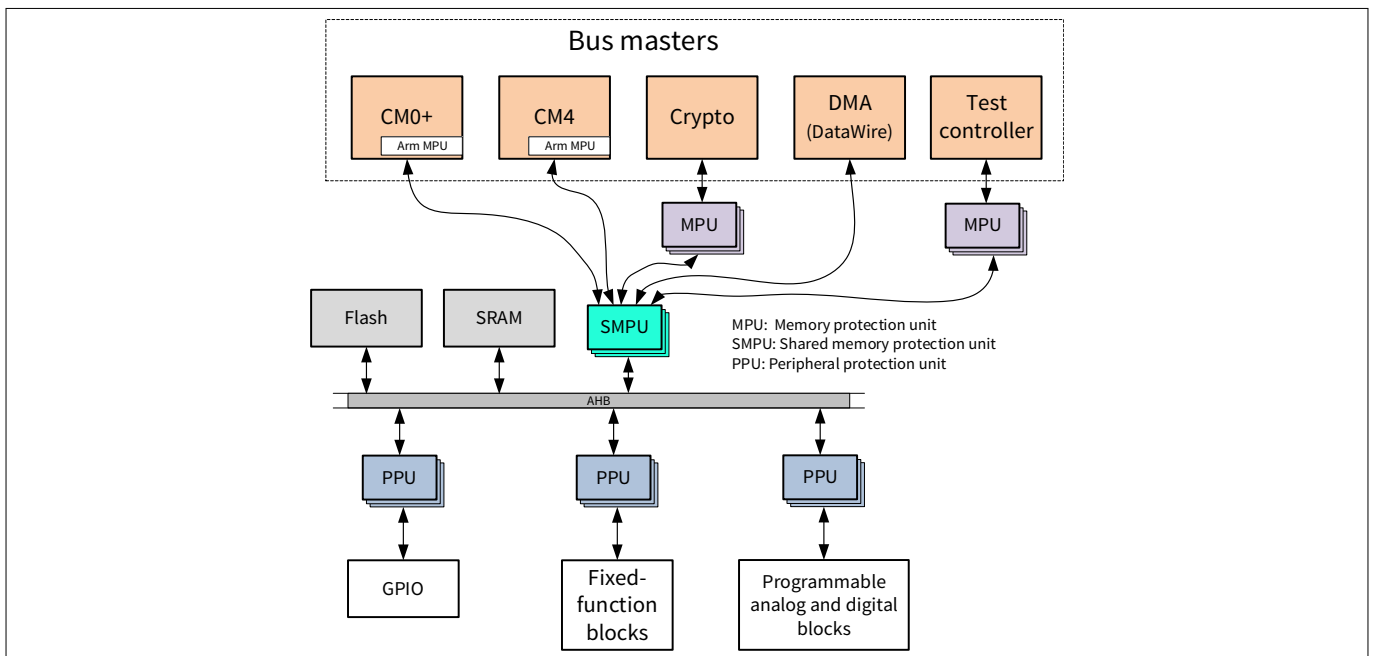 Bus masters
CM0+
Arm MPU
CM4
Arm MPU
Crypto
DMA
(DataWire)
Test
controller
MPU
MPU
Flash
SRAM
SMPU
MPU: Memory protection unit
SMPU: Shared memory protection unit
PPU: Peripheral protection unit
AHB
PPU
PPU
PPU
GPIO
Fixed-
function
blocks
Programmable
analog and digital
blocks